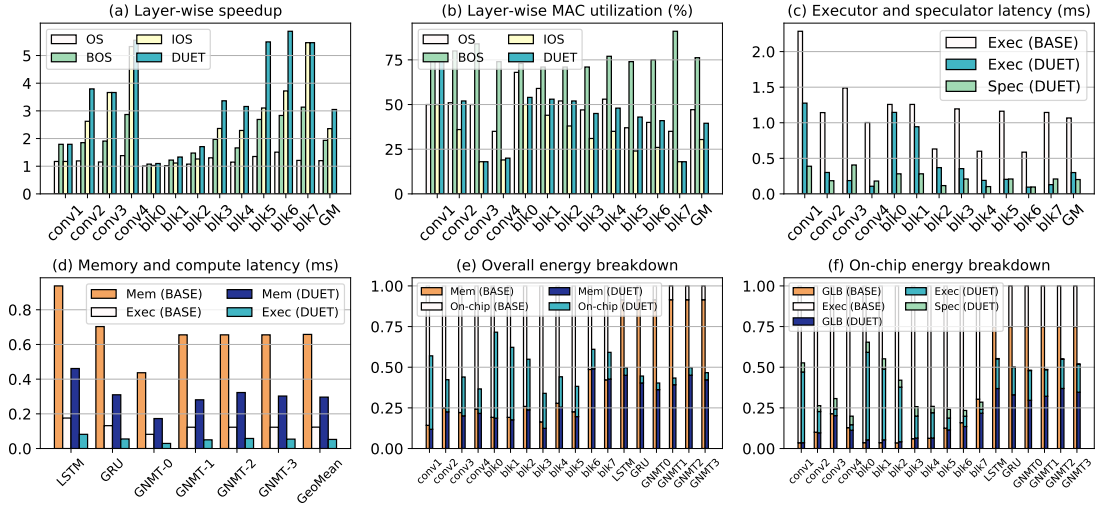 (a) Layer-wise speedup
OS
BOS
IOS
DUET
5
4
3
2
1
0
conv1
conv2
conv3
conv4
blk0
blk1
blk2
blk3
blk4
blk5
blk6
blk7
GM
(b) Layer-wise MAC utilization (%)
OS
BOS
IOS
DUET
75
50
25
0
conv1
conv2
conv3
conv4
blk0
blk1
blk2
blk3
blk4
blk5
blk6
blk7
GM
(c) Executor and speculator latency (ms)
Exec (BASE)
Exec (DUET)
Spec (DUET)
2.0
1.5
1.0
0.5
0.0
conv1
conv2
conv3
conv4
blk0
blk1
blk2
blk3
blk4
blk5
blk6
blk7
GM
(d) Memory and compute latency (ms)
Mem (BASE)
Exec (BASE)
Mem (DUET)
Exec (DUET)
0.8
0.6
0.4
0.2
0.0
LSTM
GRU
GNMT-0
GNMT-1
GNMT-2
GNMT-3
GeoMean
(e) Overall energy breakdown
Mem (BASE)
On-chip (BASE)
Mem (DUET)
On-chip (DUET)
1.00
0.75
0.50
0.25
0.00
conv1
conv2
conv3
conv4
blk0
blk1
blk2
blk3
blk4
blk5
blk6
blk7
LSTM
GRU
GNMT0
GNMT1
GNMT2
GNMT3
(f) On-chip energy breakdown
GLB (BASE)
Exec (BASE)
GLB (DUET)
Exec (DUET)
Spec (DUET)
1.00
0.75
0.50
0.25
0.00
conv1
conv2
conv3
conv4
blk0
blk1
blk2
blk3
blk4
blk5
blk6
blk7
LSTM
GRU
GNMT0
GNMT1
GNMT2
GNMT3